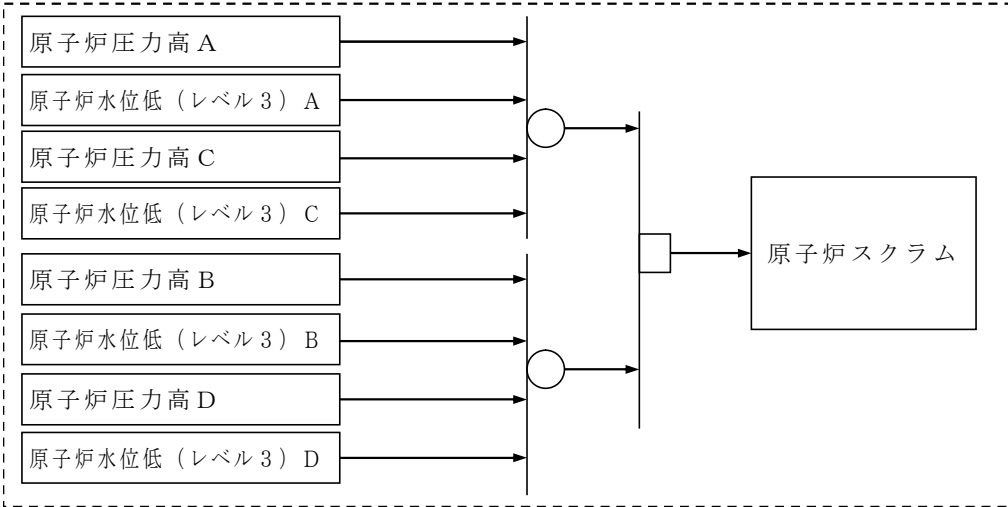 原子炉圧力高A
原子炉水位低（レベル３）A
原子炉圧力高C
原子炉水位低（レベル３）C
原子炉圧力高B
原子炉水位低（レベル３）B
原子炉圧力高D
原子炉水位低（レベル３）D
原子炉スクラム